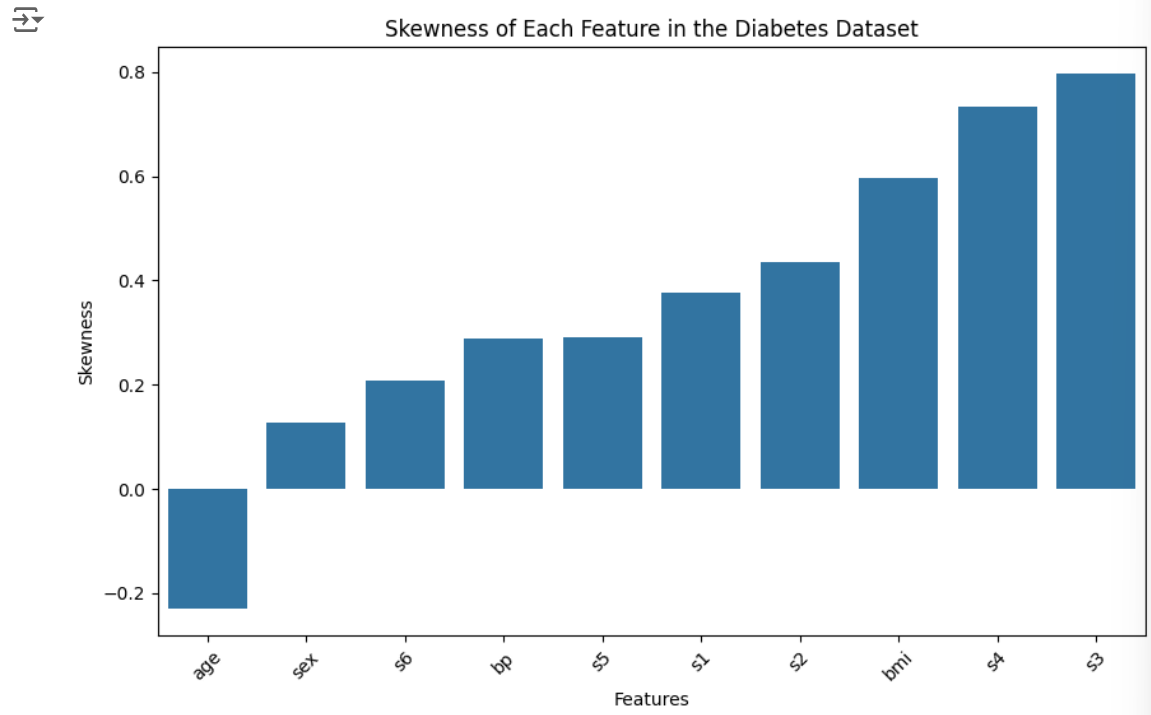 Skewness of Each Feature in the Diabetes Dataset
0.8
0.6
0.4
0.2
0.0
−0.2
Skewness
age sex s6 bp s5 s1 s2 bmi s4 s3
Features